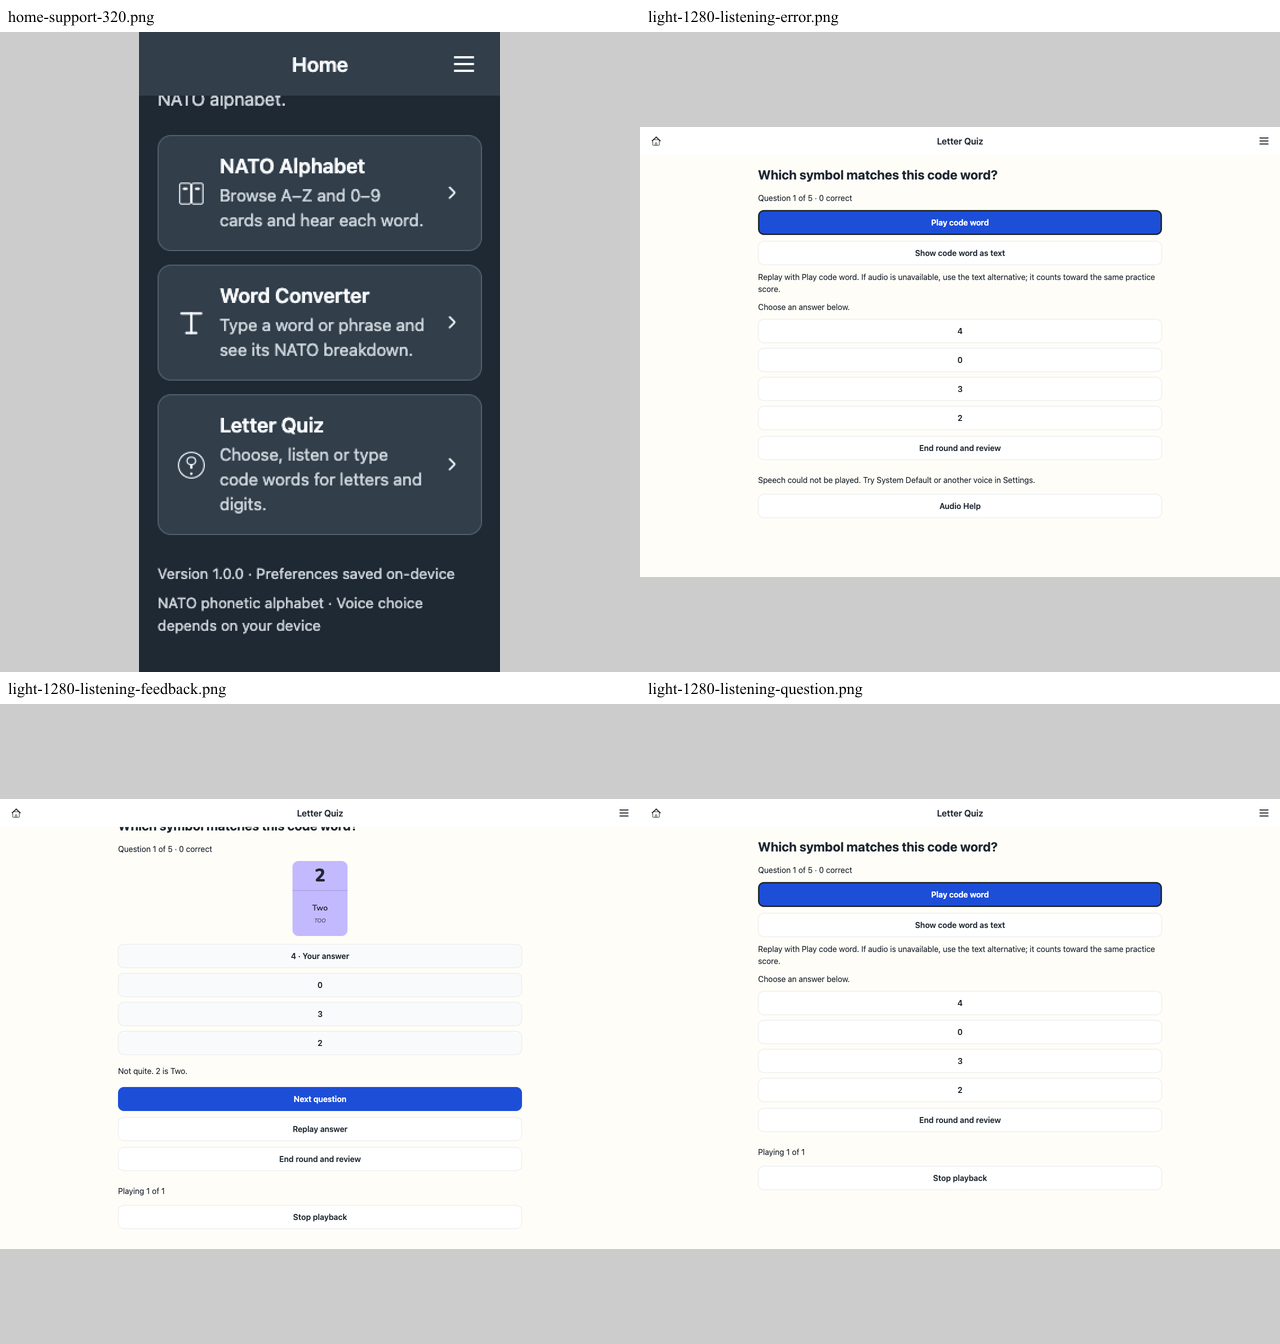 home-support-320.png
Home
NATO alphabet.
NATO Alphabet
Browse A–Z and 0–9
cards and hear each word.
Word Converter
Type a word or phrase and
see its NATO breakdown.
Letter Quiz
Choose, listen or type
code words for letters and
digits.
Version 1.0.0 · Preferences saved on-device
NATO phonetic alphabet · Voice choice
depends on your device
light-1280-listening-error.png
Letter Quiz
Which symbol matches this code word?
Question 1 of 5 · 0 correct
Play code word
Show code word as text
Replay with Play code word. If audio is unavailable, use the text alternative; it counts toward the same practice
score.
Choose an answer below.
4
0
3
2
End round and review
Speech could not be played. Try System Default or another voice in Settings.
Audio Help
light-1280-listening-feedback.png
Letter Quiz
Which symbol matches this code word?
Question 1 of 5 · 0 correct
2
Two
TOO
4 · Your answer
0
3
2
Not quite. 2 is Two.
Next question
Replay answer
End round and review
Playing 1 of 1
Stop playback
light-1280-listening-question.png
Letter Quiz
Which symbol matches this code word?
Question 1 of 5 · 0 correct
Play code word
Show code word as text
Replay with Play code word. If audio is unavailable, use the text alternative; it counts toward the same practice
score.
Choose an answer below.
4
0
3
2
End round and review
Playing 1 of 1
Stop playback